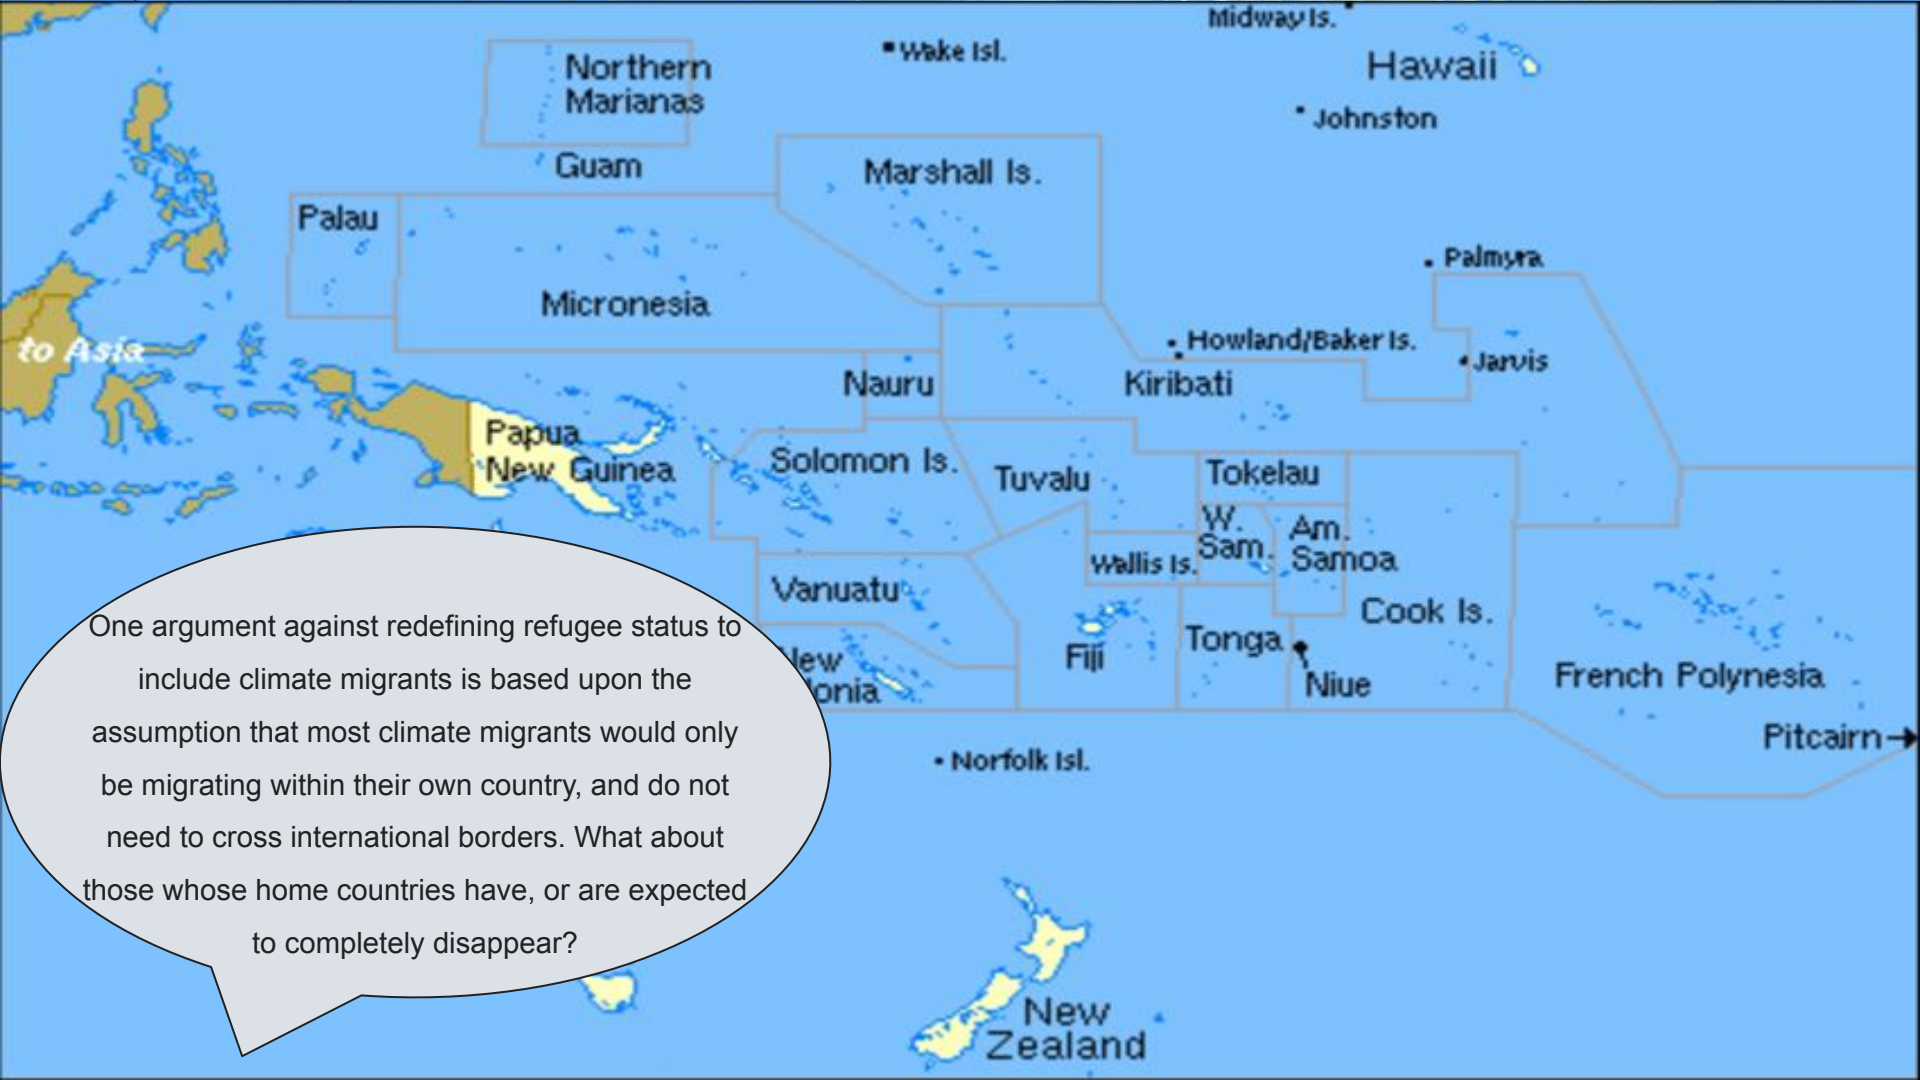 Midway Is.
Hawaii
Wake Isl.
Northern
Marianas
Johnston
Guam
Marshall Is.
Palau
Palmyra
Micronesia
Howland/Baker Is.
to Asia
Jarvis
Nauru
Kiribati
Papua
New Guinea
Solomon Is.
Tuvalu
Tokelau
W.
Sam.
Am.
Samoa
Wallis Is.
Vanuatu
Cook Is.
Fiji
Tonga
Niue
French Polynesia
Pitcairn
Norfolk Isl.
New
Zealand
One argument against redefining refugee status to
include climate migrants is based upon the
assumption that most climate migrants would only
be migrating within their own country, and do not
need to cross international borders. What about
those whose home countries have, or are expected
to completely disappear?